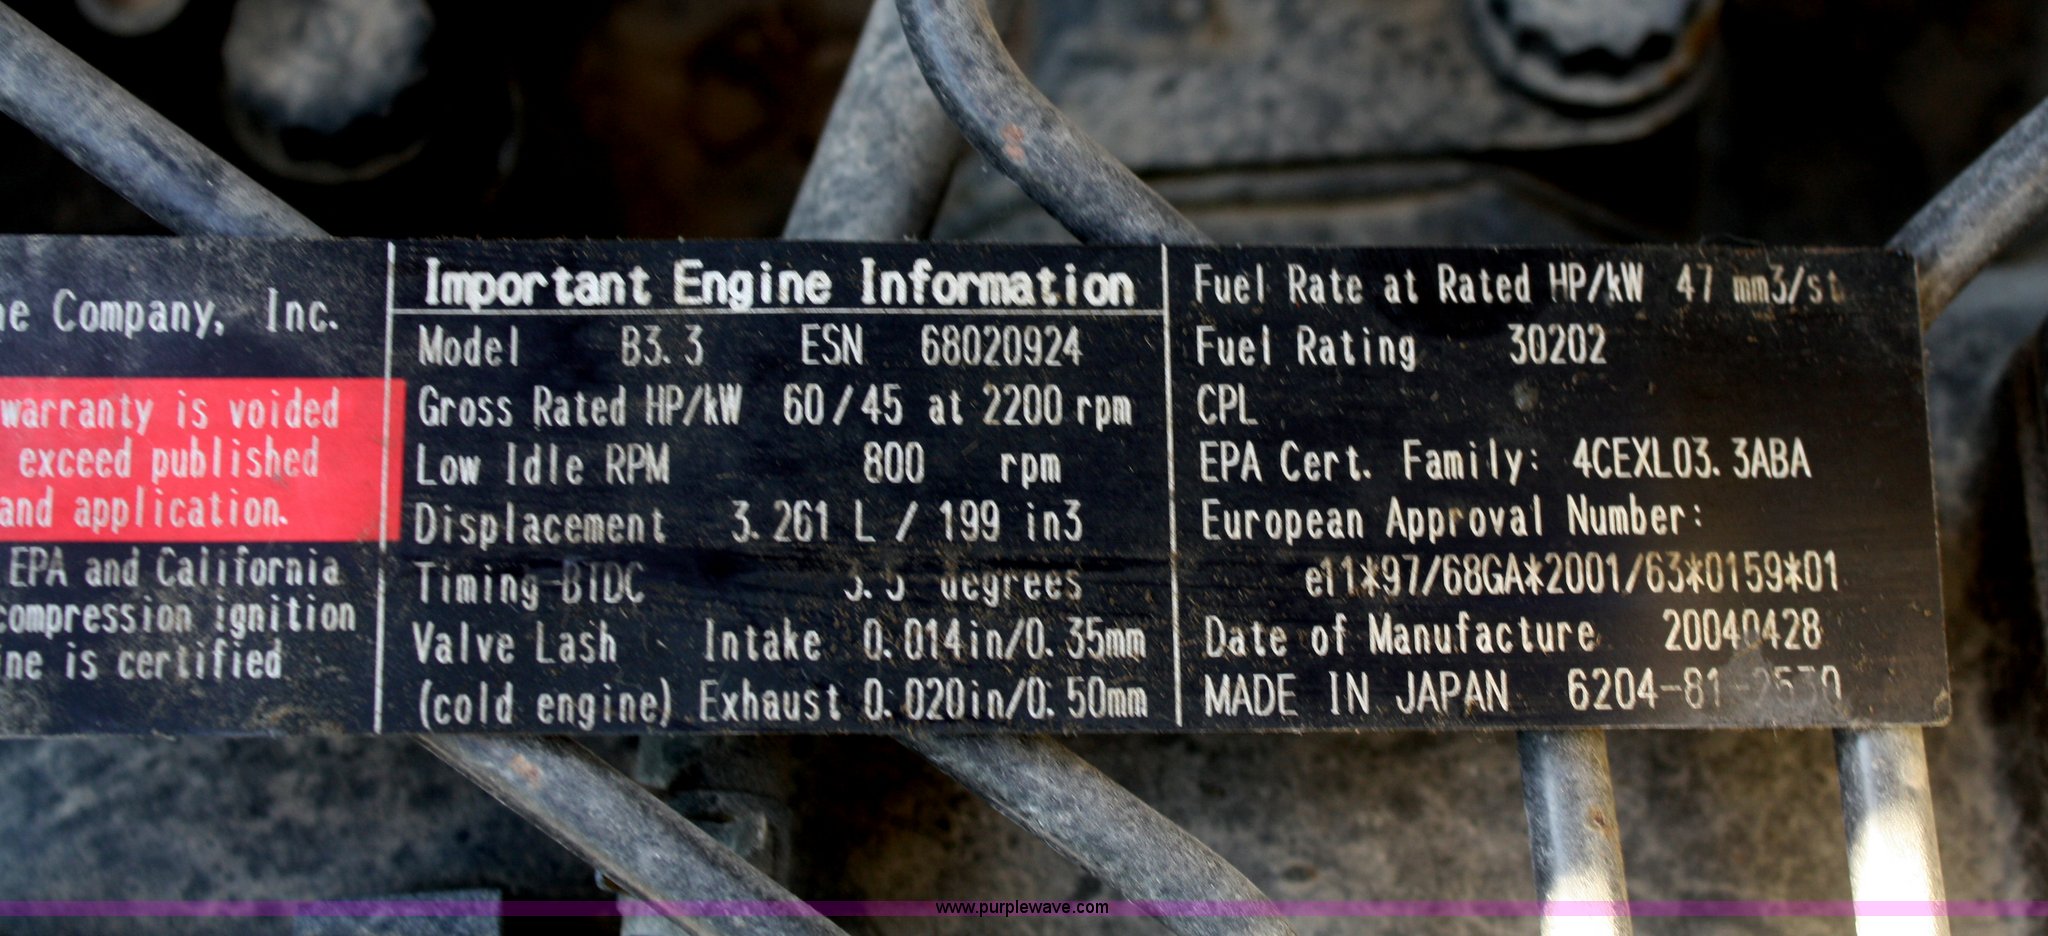 ne Company, Inc.
warranty is voided
exceed published
and application.
EPA and California
compression ignition
ine is certified
Important Engine Information
Model B3.3 ESN 68020924
Gross Rated HP/kW 60/45 at 2200 rpm
Low Idle RPM 800 rpm
Displacement 3.261 L / 199 in3
Timing BTDC degrees
Valve Lash Intake 0.014in/0.35mm
(cold engine) Exhaust 0.020in/0.50mm
Fuel Rate at Rated HP/kW 47 mm3/st
Fuel Rating 30202
CPL
EPA Cert. Family: 4CEXL03.3ABA
European Approval Number:
e11*97/68GA*2001/63*0159*01
Date of Manufacture 20040428
MADE IN JAPAN 6204-81-2530
www.purplewave.com